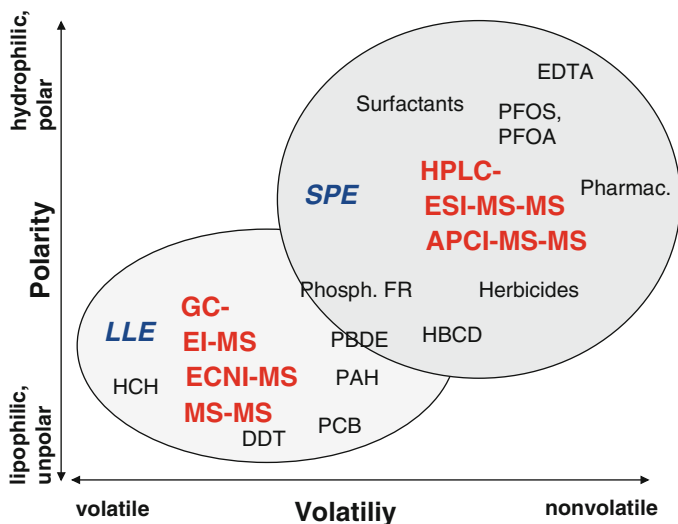 hydrophilic,
polar
Polarity
lipophilic,
unpolar
EDTA
Surfactants
PFOS,
PFOA
HPLC-
SPE
ESI-MS-MS
Pharmac.
APCI-MS-MS
Phosph. FR
Herbicides
GC-
LLE
EI-MS
PBDE
HBCD
HCH
ECNI-MS
PAH
MS-MS
DDT
PCB
volatile
Volatiliy
nonvolatile